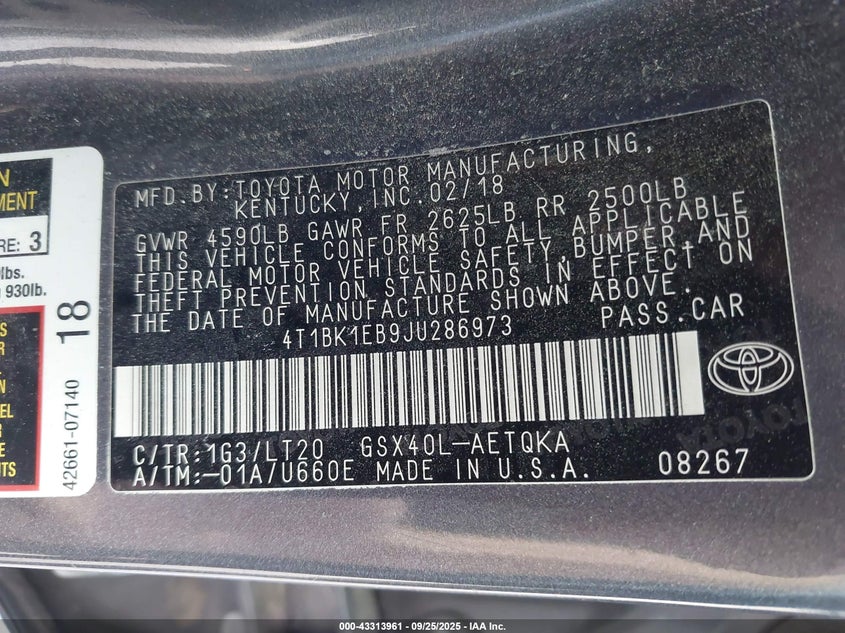 MFD.BY:TOYOTA MOTOR MANUFACTURING,
KENTUCKY,INC.02/18
GVWR 4590LB GAWR FR 2625LB RR 2500LB
THIS VEHICLE CONFORMS TO ALL APPLICABLE
FEDERAL MOTOR VEHICLE SAFETY,BUMPER,AND
THEFT PREVENTION STANDARDS IN EFFECT ON
THE DATE OF MANUFACTURE SHOWN ABOVE.
4T1BK1EB9JU286973 PASS.CAR
C/TR:1G3/LT20 GSX40L-AETQKA
A/TM:-01A/U660E MADE IN U.S.A. 08267
TOYOTA
MENT
RE: 3
lbs.
930lb.
18
42661-07140
000-43313961 - 09/25/2025 - IAA Inc.